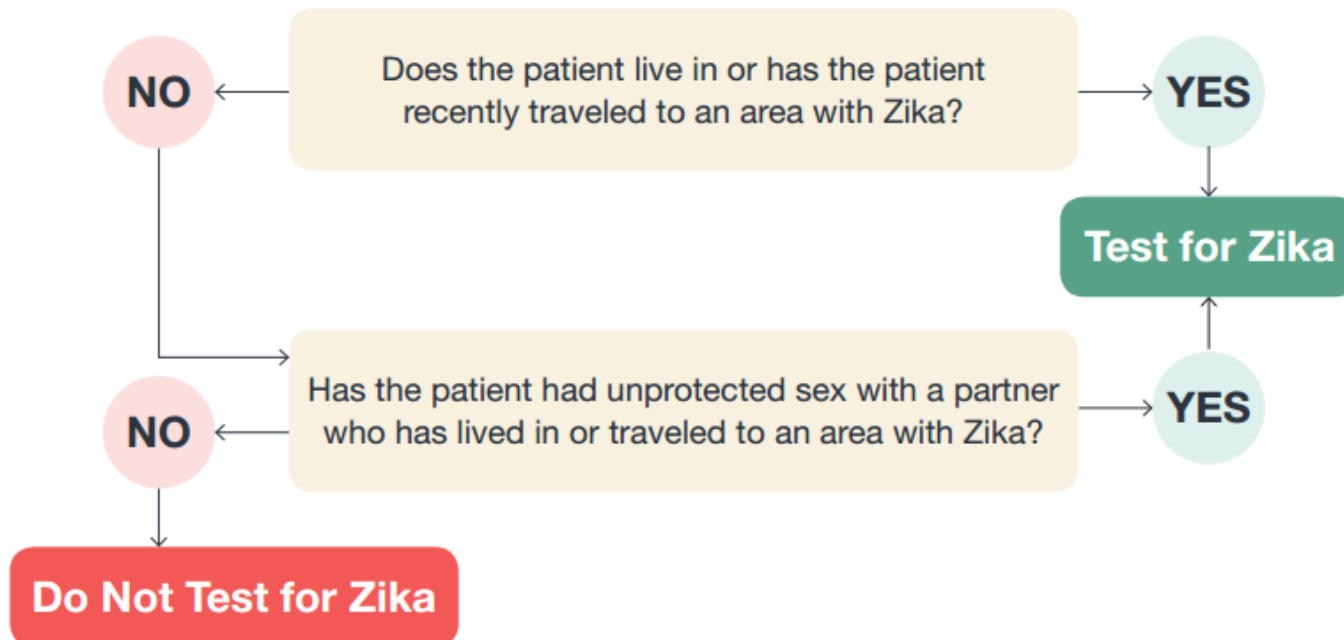 Does the patient live in or has the patient
recently traveled to an area with Zika?
NO
YES
Test for Zika
Has the patient had unprotected sex with a partner
who has lived in or traveled to an area with Zika?
NO
YES
Do Not Test for Zika